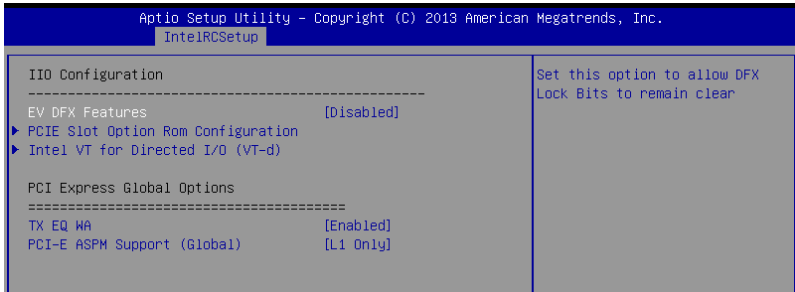 Aptio Setup Utility – Copyright (C) 2013 American Megatrends, Inc.
IntelRCSetup
IIO Configuration
--------------------------------------------------
EV DFX Features [Disabled]
PCIE Slot Option Rom Configuration
Intel VT for Directed I/O (VT-d)
PCI Express Global Options
========================================
TX EQ WA [Enabled]
PCI-E ASPM Support (Global) [L1 Only]
Set this option to allow DFX
Lock Bits to remain clear